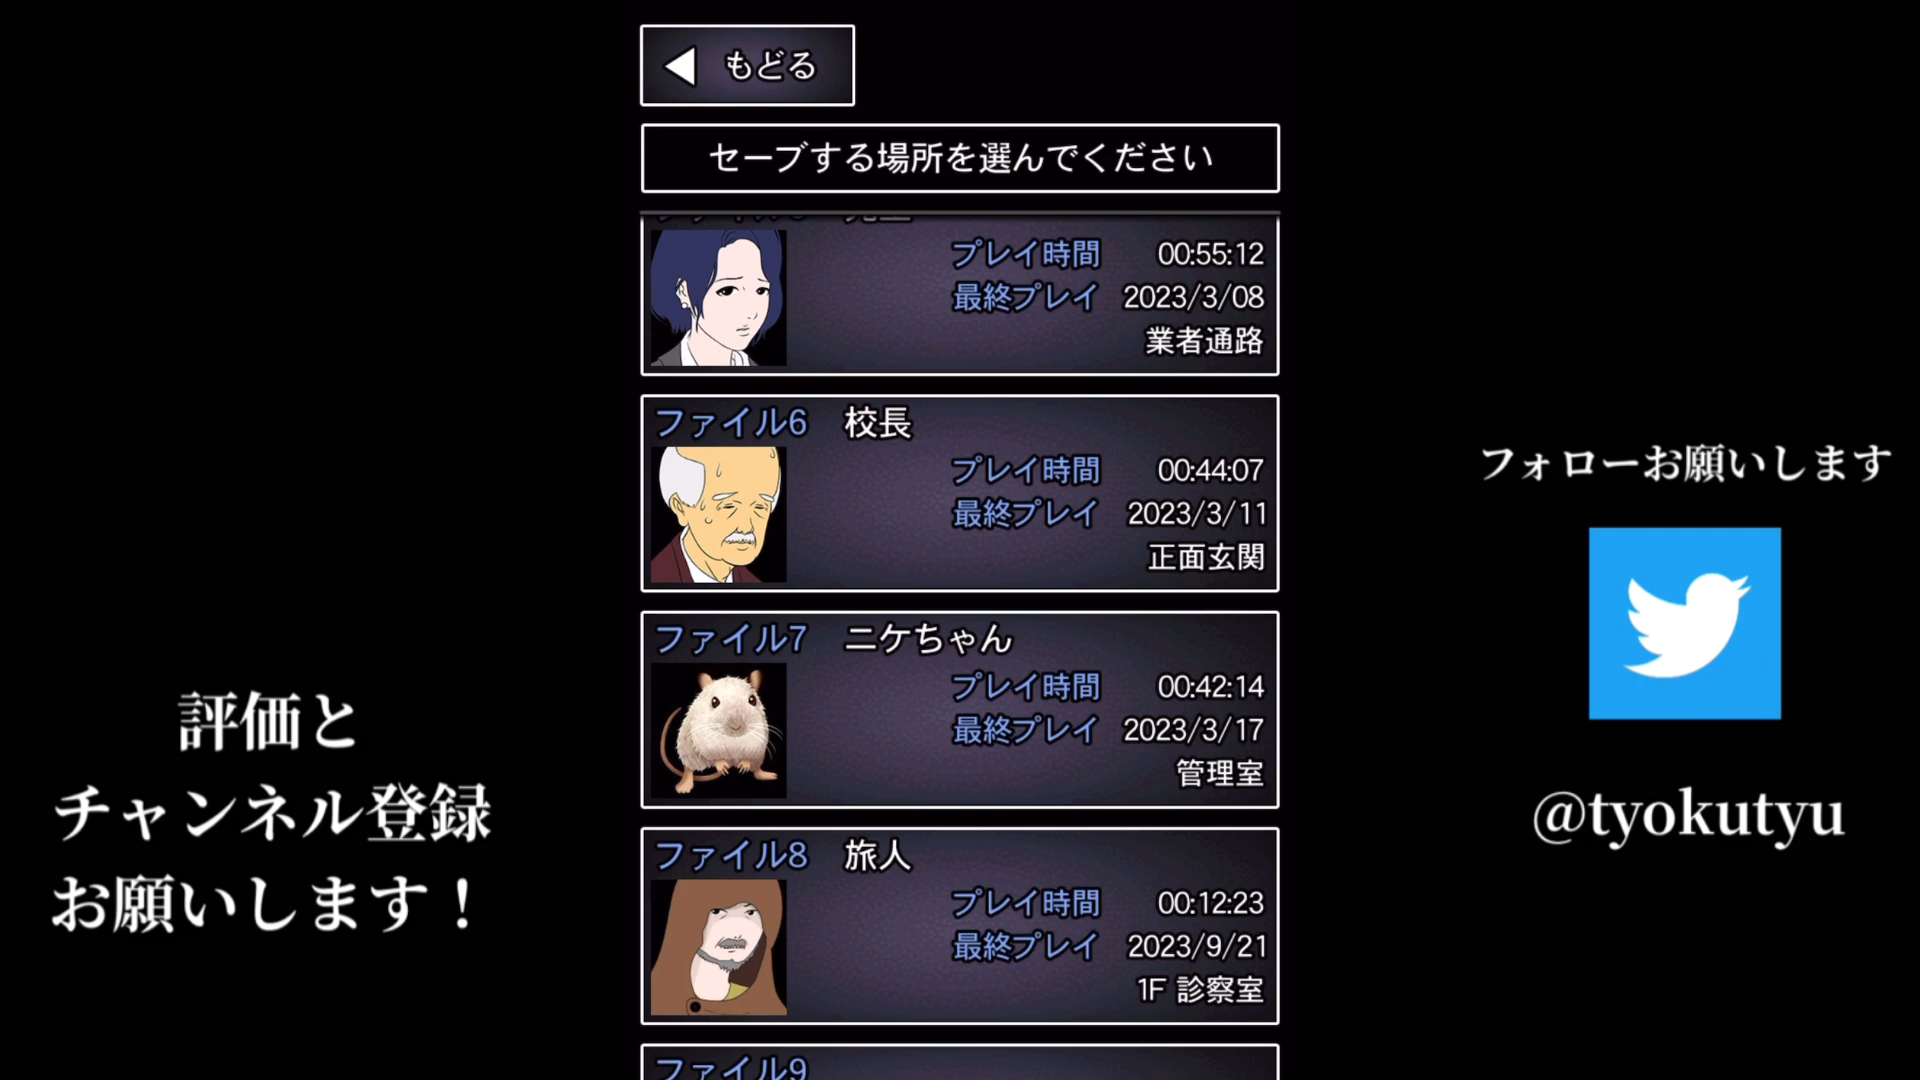 もどる
セーブする場所を選んでください
プレイ時間 00:55:12
最終プレイ 2023/3/08
業者通路
ファイル6 校長
プレイ時間 00:44:07
最終プレイ 2023/3/11
正面玄関
ファイル7 ニケちゃん
プレイ時間 00:42:14
最終プレイ 2023/3/17
管理室
ファイル8 旅人
プレイ時間 00:12:23
最終プレイ 2023/9/21
1F 診察室
ファイル9
評価と
チャンネル登録
お願いします！
フォローお願いします
@tyokutyu